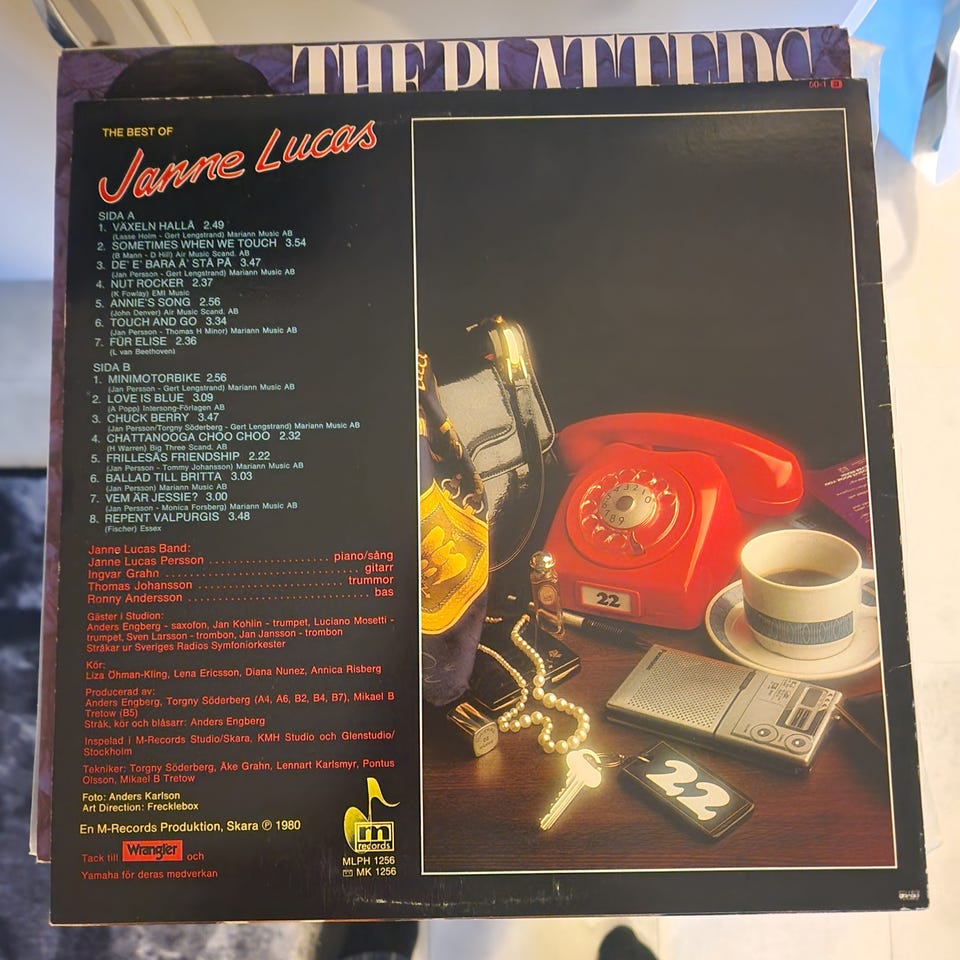 THE PLATTERS
60-1
THE BEST OF
Janne Lucas
SIDA A
1. VÄXELN HALLÅ 2.49
(Lasse Holm - Gert Lengstrand) Mariann Music AB
2. SOMETIMES WHEN WE TOUCH 3.54
(B Mann - D Hill) Air Music Scand. AB
3. DE' E' BARA Å' STÅ PÅ 3.47
(Jan Persson - Gert Lengstrand) Mariann Music AB
4. NUT ROCKER 2.37
(K Fowlay) EMI Music
5. ANNIE'S SONG 2.56
(John Denver) Air Music Scand. AB
6. TOUCH AND GO 3.34
(Jan Persson - Thomas H Minor) Mariann Music AB
7. FÜR ELISE 2.36
(L van Beethoven)
SIDA B
1. MINIMOTORBIKE 2.56
(Jan Persson - Gert Lengstrand) Mariann Music AB
2. LOVE IS BLUE 3.09
(A Popp) Intersong-Förlagen AB
3. CHUCK BERRY 3.47
(Jan Persson/Torgny Söderberg - Gert Lengstrand) Mariann Music AB
4. CHATTANOOGA CHOO CHOO 2.32
(H Warren) Big Three Scand. AB
5. FRILLESÅS FRIENDSHIP 2.22
(Jan Persson - Tommy Johansson) Mariann Music AB
6. BALLAD TILL BRITTA 3.03
(Jan Persson) Mariann Music AB
7. VEM ÄR JESSIE? 3.00
(Jan Persson - Monica Forsberg) Mariann Music AB
8. REPENT VALPURGIS 3.48
(Fischer) Essex
Janne Lucas Band:
Janne Lucas Persson .................... piano/sång
Ingvar Grahn .................... gitarr
Thomas Johansson .................... trummor
Ronny Andersson .................... bas
Gäster i Studion:
Anders Engberg - saxofon, Jan Kohlin - trumpet, Luciano Mosetti -
trumpet, Sven Larsson - trombon, Jan Jansson - trombon
Stråkar ur Sveriges Radios Symfoniorkester
Kör:
Liza Öhman-Kling, Lena Ericsson, Diana Nunez, Annica Risberg
Producerad av:
Anders Engberg, Torgny Söderberg (A4, A6, B2, B4, B7), Mikael B
Tretow (B5)
Stråk, kör och blåsarr: Anders Engberg
Inspelad i M-Records Studio/Skara, KMH Studio och Glenstudio/
Stockholm
Tekniker: Torgny Söderberg, Åke Grahn, Lennart Karlsmyr, Pontus
Olsson, Mikael B Tretow
Foto: Anders Karlson
Art Direction: Frecklebox
En M-Records Produktion, Skara ℗ 1980
Tack till Wrangler och
Yamaha för deras medverkan
m
records
MLPH 1256
MK 1256
1 2 3 4 5 6 7 8 9 0
22
Panasonic
22